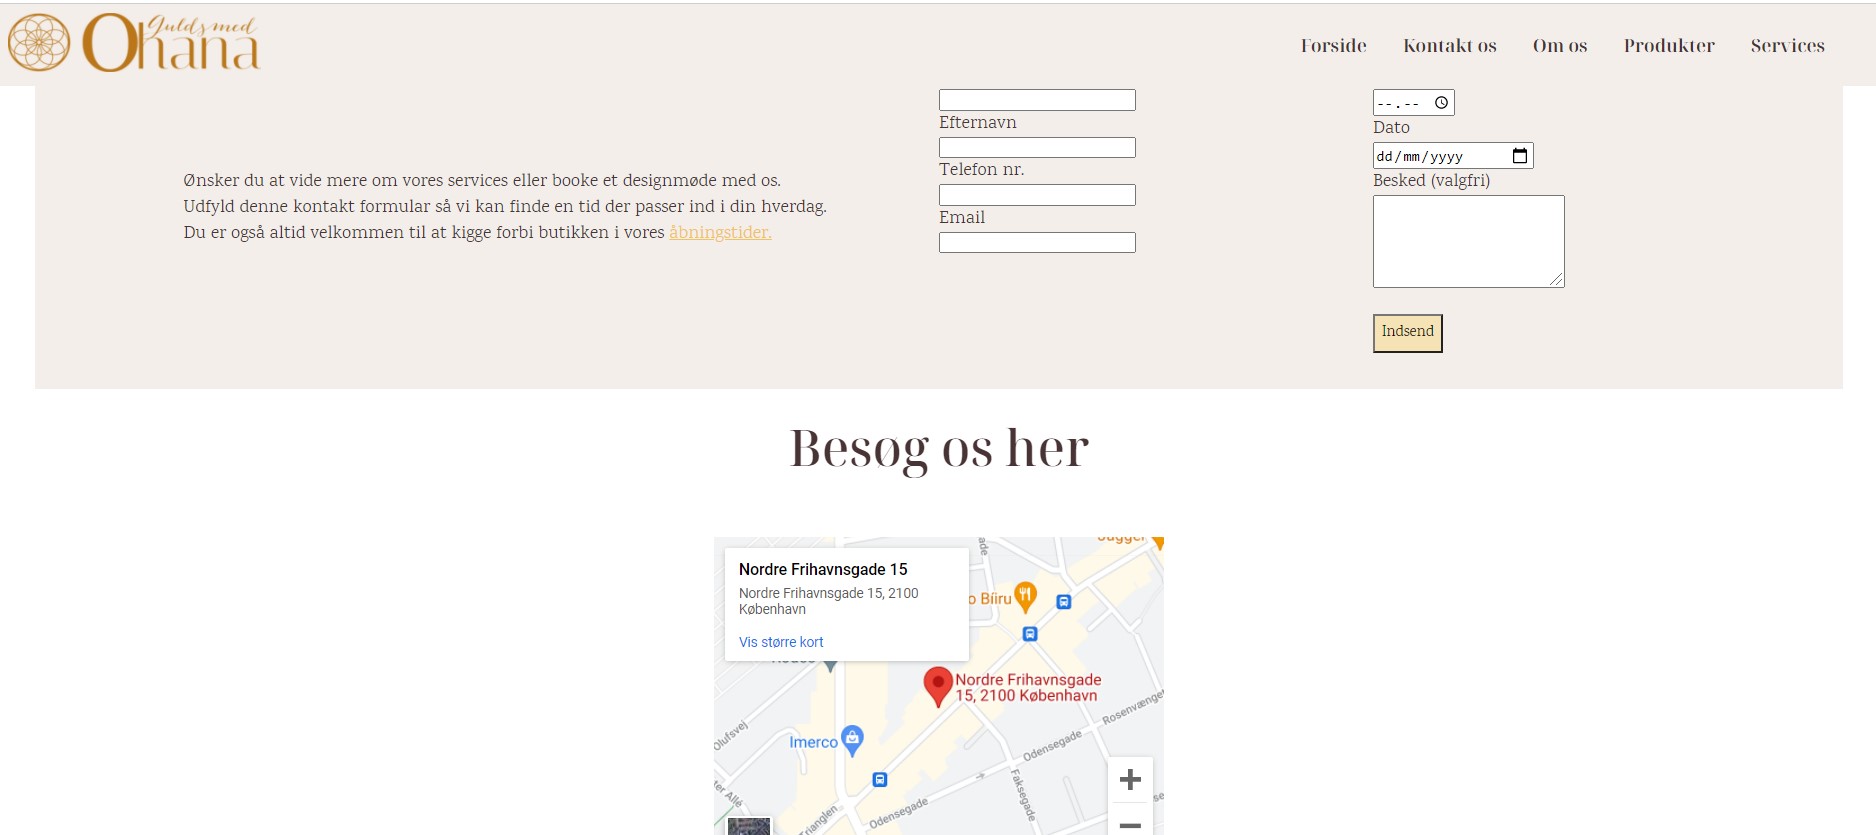 Guldsmed
Ohana
Forside
Kontakt os
Om os
Produkter
Services
Ønsker du at vide mere om vores services eller booke et designmøde med os.
Udfyld denne kontakt formular så vi kan finde en tid der passer ind i din hverdag.
Du er også altid velkommen til at kigge forbi butikken i vores åbningstider.
Efternavn
Telefon nr.
Email
--.--
Dato
dd/mm/yyyy
Besked (valgfri)
Indsend
Besøg os her
Nordre Frihavnsgade 15
Nordre Frihavnsgade 15, 2100
København
Vis større kort
Biiru
Nordre Frihavnsgade
15, 2100 København
Imerco
Olufsvej
Rosenvænget
Odensegade
Faksegade
Odensegade
Trianglen
Allé